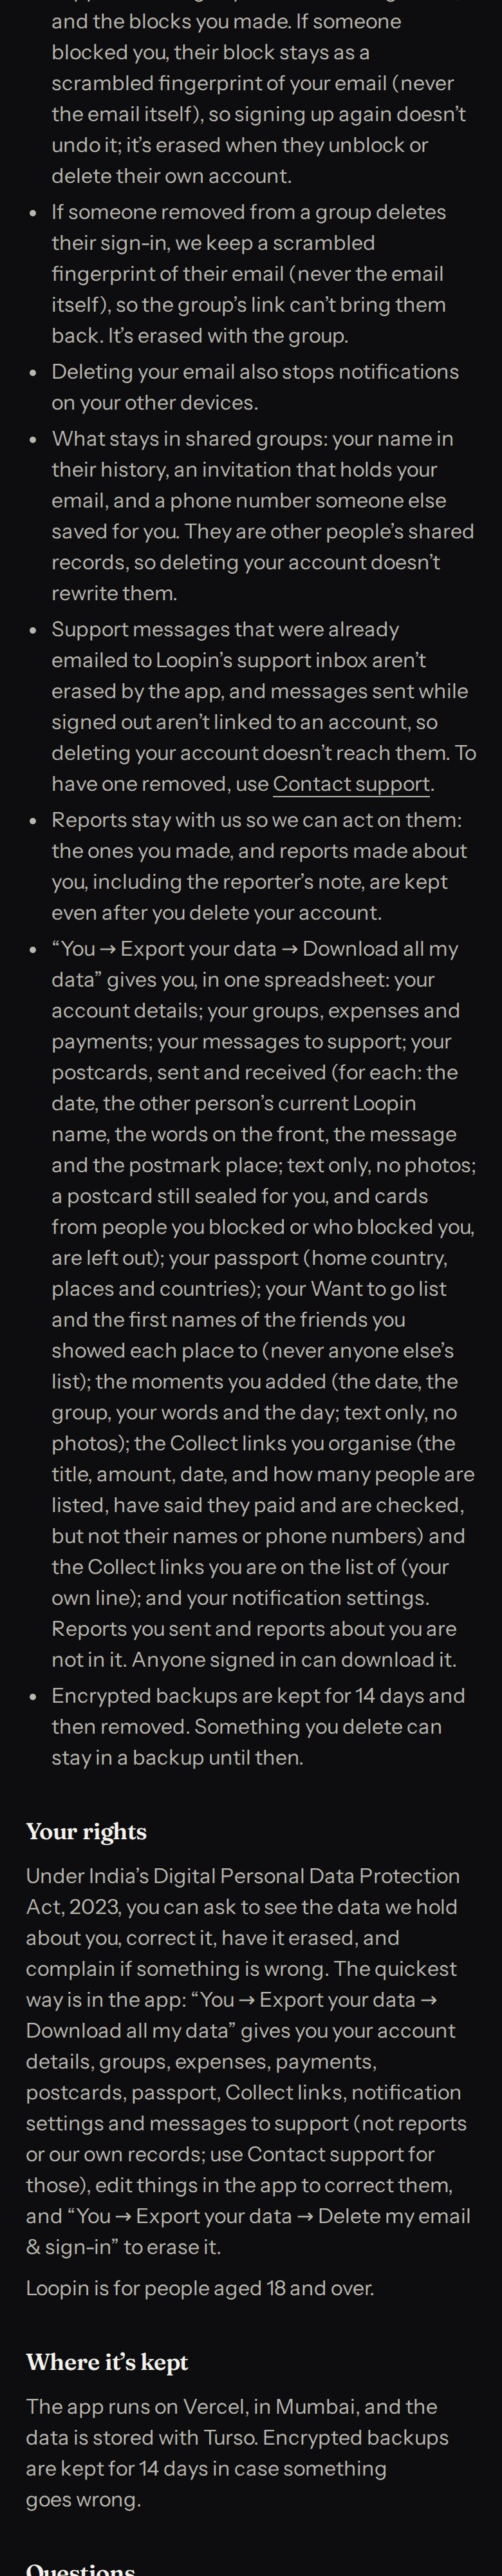 and the blocks you made. If someone
blocked you, their block stays as a
scrambled fingerprint of your email (never
the email itself), so signing up again doesn’t
undo it; it’s erased when they unblock or
delete their own account.
• If someone removed from a group deletes
their sign-in, we keep a scrambled
fingerprint of their email (never the email
itself), so the group’s link can’t bring them
back. It’s erased with the group.
• Deleting your email also stops notifications
on your other devices.
• What stays in shared groups: your name in
their history, an invitation that holds your
email, and a phone number someone else
saved for you. They are other people’s shared
records, so deleting your account doesn’t
rewrite them.
• Support messages that were already
emailed to Loopin’s support inbox aren’t
erased by the app, and messages sent while
signed out aren’t linked to an account, so
deleting your account doesn’t reach them. To
have one removed, use Contact support.
• Reports stay with us so we can act on them:
the ones you made, and reports made about
you, including the reporter’s note, are kept
even after you delete your account.
• “You → Export your data → Download all my
data” gives you, in one spreadsheet: your
account details; your groups, expenses and
payments; your messages to support; your
postcards, sent and received (for each: the
date, the other person’s current Loopin
name, the words on the front, the message
and the postmark place; text only, no photos;
a postcard still sealed for you, and cards
from people you blocked or who blocked you,
are left out); your passport (home country,
places and countries); your Want to go list
and the first names of the friends you
showed each place to (never anyone else’s
list); the moments you added (the date, the
group, your words and the day; text only, no
photos); the Collect links you organise (the
title, amount, date, and how many people are
listed, have said they paid and are checked,
but not their names or phone numbers) and
the Collect links you are on the list of (your
own line); and your notification settings.
Reports you sent and reports about you are
not in it. Anyone signed in can download it.
• Encrypted backups are kept for 14 days and
then removed. Something you delete can
stay in a backup until then.
Your rights
Under India’s Digital Personal Data Protection
Act, 2023, you can ask to see the data we hold
about you, correct it, have it erased, and
complain if something is wrong. The quickest
way is in the app: “You → Export your data →
Download all my data” gives you your account
details, groups, expenses, payments,
postcards, passport, Collect links, notification
settings and messages to support (not reports
or our own records; use Contact support for
those), edit things in the app to correct them,
and “You → Export your data → Delete my email
& sign-in” to erase it.
Loopin is for people aged 18 and over.
Where it’s kept
The app runs on Vercel, in Mumbai, and the
data is stored with Turso. Encrypted backups
are kept for 14 days in case something
goes wrong.
Questions